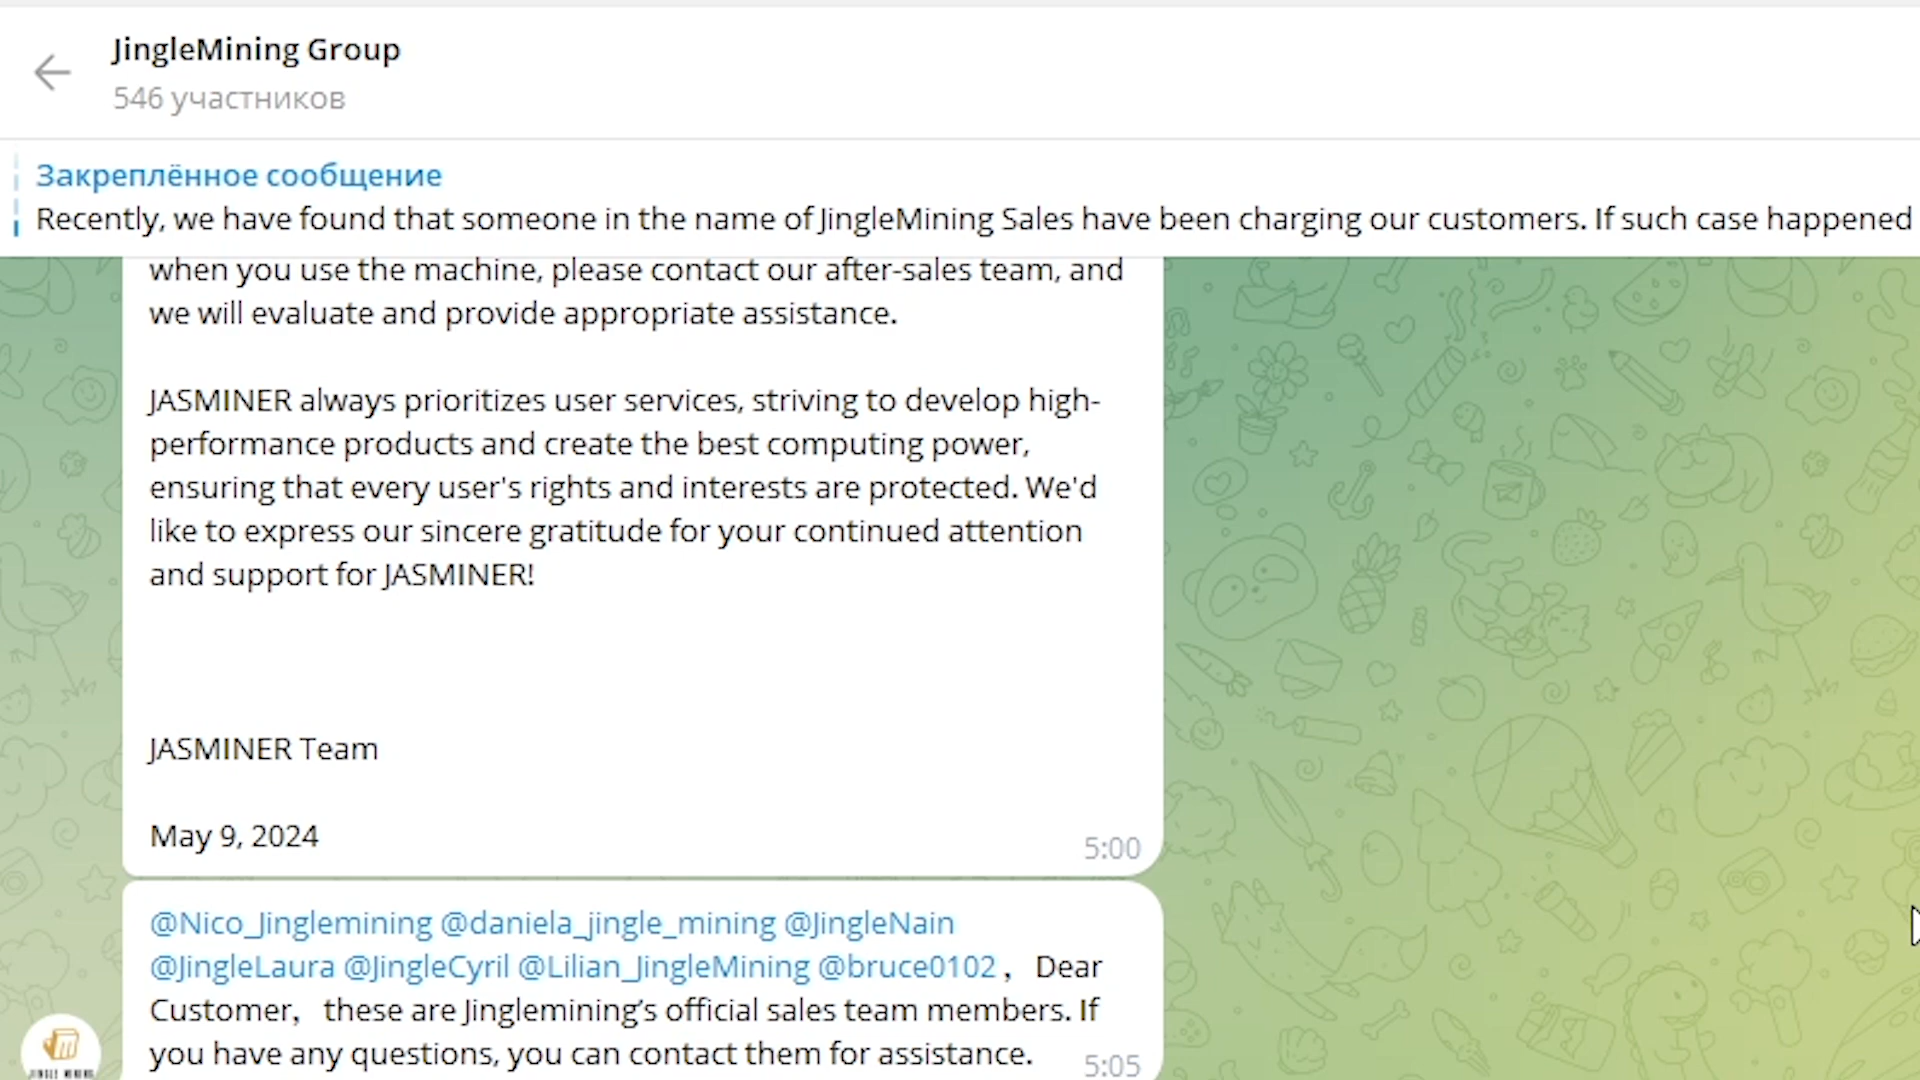 JingleMining Group
546 участников
Закреплённое сообщение
Recently, we have found that someone in the name of JingleMining Sales have been charging our customers. If such case happened
when you use the machine, please contact our after-sales team, and
we will evaluate and provide appropriate assistance.
JASMINER always prioritizes user services, striving to develop high-
performance products and create the best computing power,
ensuring that every user's rights and interests are protected. We'd
like to express our sincere gratitude for your continued attention
and support for JASMINER!
JASMINER Team
May 9, 2024
5:00
@Nico_Jinglemining @daniela_jingle_mining @JingleNain
@JingleLaura @JingleCyril @Lilian_JingleMining @bruce0102 ， Dear
Customer， these are Jinglemining’s official sales team members. If
you have any questions, you can contact them for assistance.
5:05
JINGLE MINING